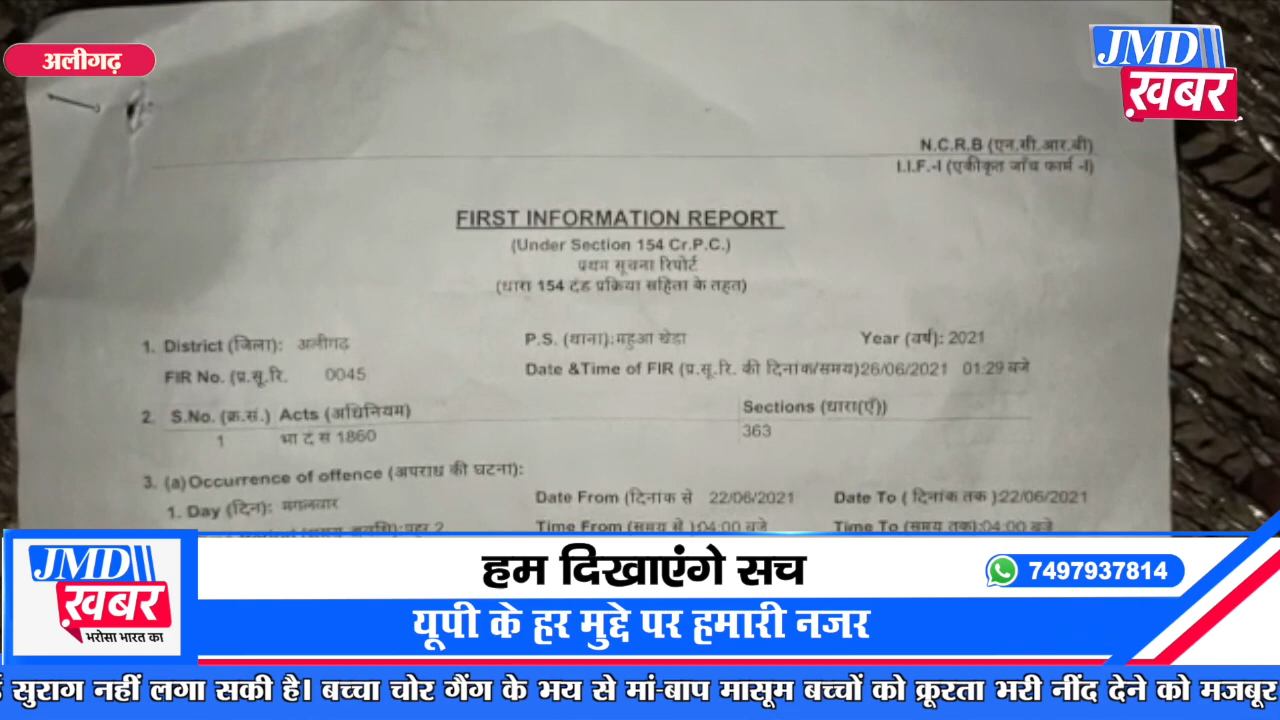 अलीगढ़
JMD
ख़बर
N.C.R.B (एन.सी.आर.बी)
I.I.F.-I (एकीकृत जाँच फार्म -I)
FIRST INFORMATION REPORT
(Under Section 154 Cr.P.C.)
प्रथम सूचना रिपोर्ट
(धारा 154 दंड प्रक्रिया सहिता के तहत)
1. District (जिला): अलीगढ़ P.S. (थाना): महुआ खेडा Year (वर्ष): 2021
FIR No. (प्र.सू.रि. 0045 Date &Time of FIR (प्र.सू.रि. की दिनांक/समय)26/06/2021 01:29 बजे
2. S.No. (क्र.सं.) Acts (अधिनियम) Sections (धारा(एँ))
1 भा दं सं 1860 363
3. (a) Occurrence of offence (अपराध की घटना):
1. Day (दिन): मंगलवार Date From (दिनांक से 22/06/2021 Date To ( दिनांक तक ):22/06/2021
पहर 2 Time From (समय से ):04:00 बजे Time To (समय तक):04:00 बजे
JMD
ख़बर
भरोसा भारत का
हम दिखाएंगे सच
7497937814
यूपी के हर मुद्दे पर हमारी नजर
सुराग नहीं लगा सकी है। बच्चा चोर गैंग के भय से मां-बाप मासूम बच्चों को क्रूरता भरी नींद देने को मजबूर